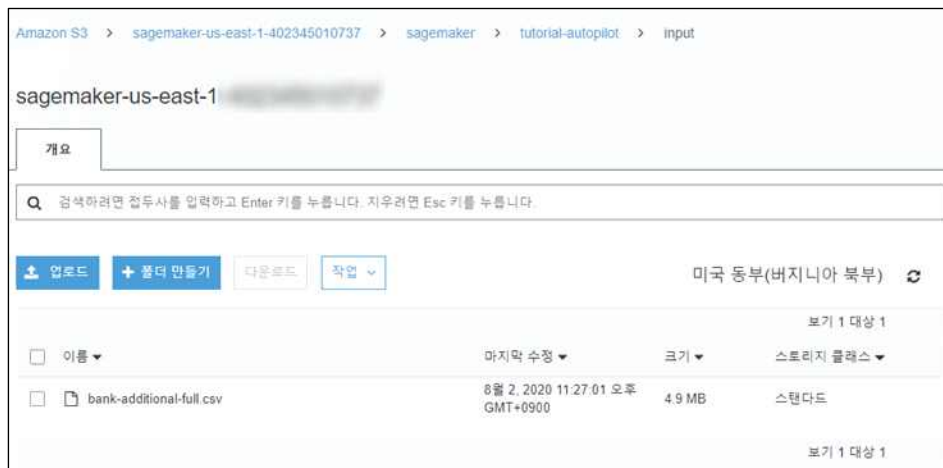 Amazon S3 > sagemaker-us-east-1-402345010737 > sagemaker > tutorial-autopilot > input
sagemaker-us-east-1
개요
검색하려면 접두사를 입력하고 Enter 키를 누릅니다. 지우려면 Esc 키를 누릅니다.
업로드 + 폴더 만들기 다운로드 작업 미국 동부(버지니아 북부)
보기 1 대상 1
이름 마지막 수정 크기 스토리지 클래스
bank-additional-full.csv 8월 2, 2020 11:27:01 오후 4.9 MB 스탠다드
GMT+0900
보기 1 대상 1